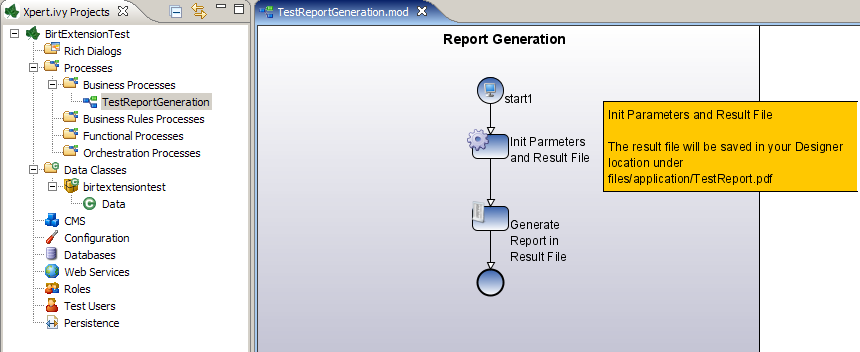 Xpert.ivy Projects
BirtExtensionTest
Rich Dialogs
Processes
Business Processes
TestReportGeneration
Business Rules Processes
Functional Processes
Orchestration Processes
Data Classes
birtextensiontest
Data
CMS
Configuration
Databases
Web Services
Roles
Test Users
Persistence
TestReportGeneration.mod
Report Generation
start1
Init Parmeters
and Result File
Generate
Report in
Result File
Init Parameters and Result File
The result file will be saved in your Designer
location under
files/application/TestReport.pdf